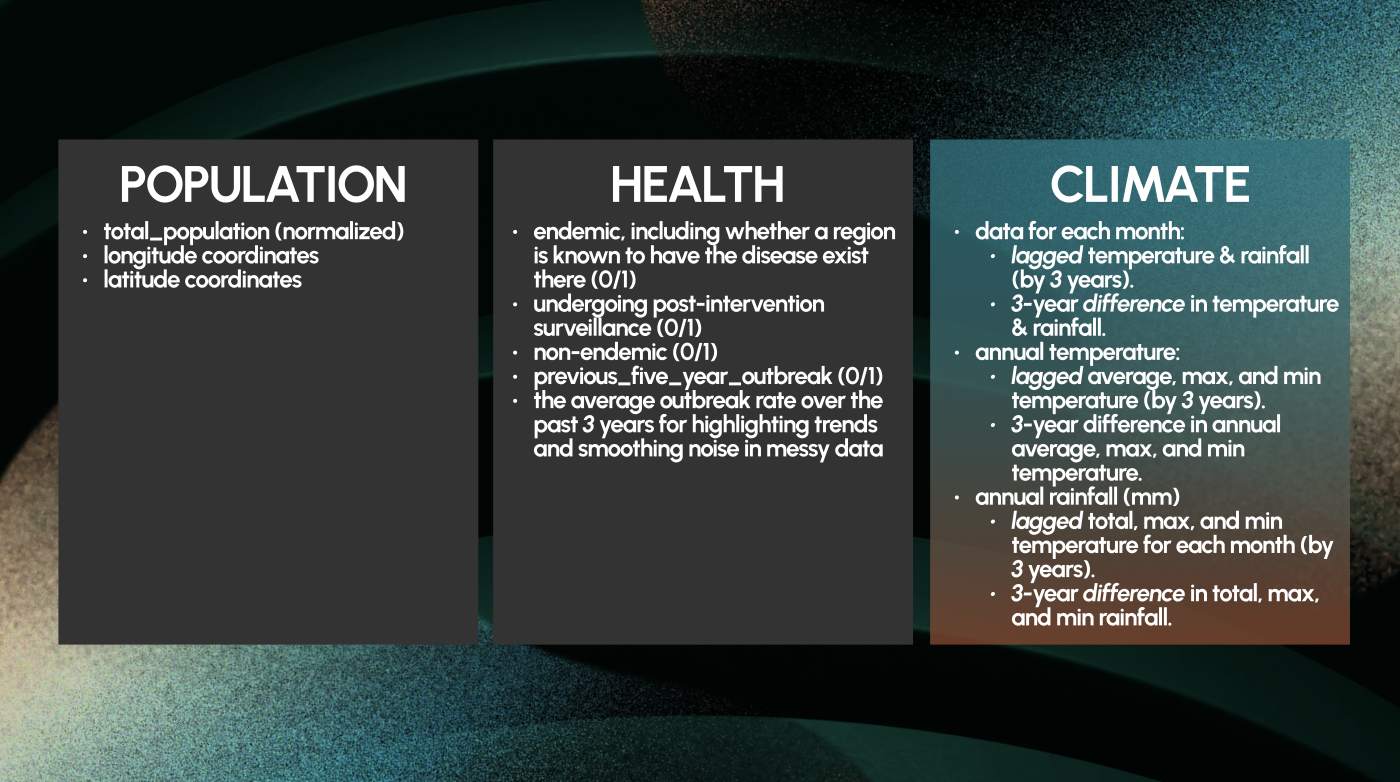 POPULATION
• total_population (normalized)
• longitude coordinates
• latitude coordinates
HEALTH
• endemic, including whether a region
is known to have the disease exist
there (0/1)
• undergoing post-intervention
surveillance (0/1)
• non-endemic (0/1)
• previous_five_year_outbreak (0/1)
• the average outbreak rate over the
past 3 years for highlighting trends
and smoothing noise in messy data
CLIMATE
• data for each month:
• lagged temperature & rainfall
(by 3 years).
• 3-year difference in temperature
& rainfall.
• annual temperature:
• lagged average, max, and min
temperature (by 3 years).
• 3-year difference in annual
average, max, and min
temperature.
• annual rainfall (mm)
• lagged total, max, and min
temperature for each month (by
3 years).
• 3-year difference in total, max,
and min rainfall.